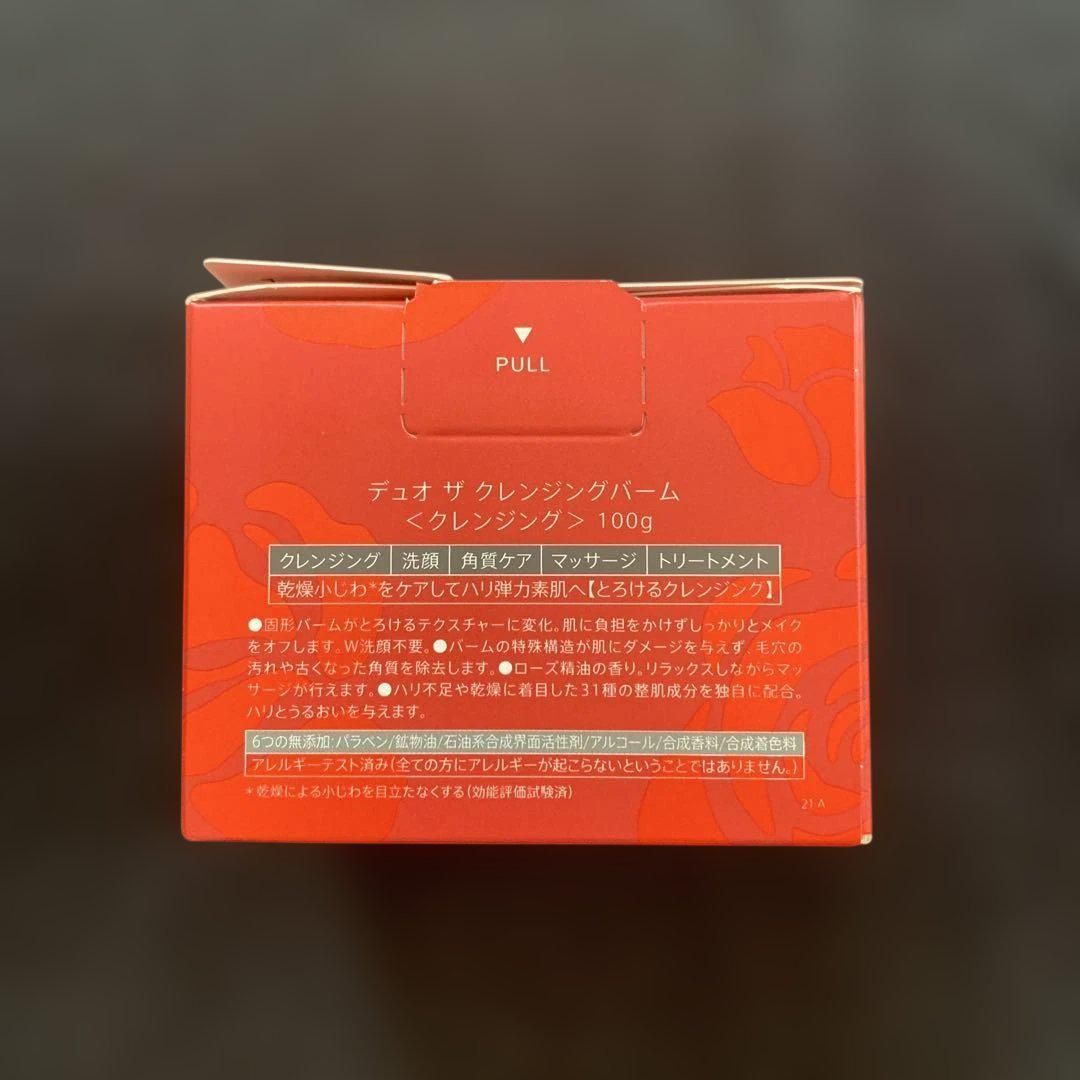 ▼
PULL
デュオ ザ クレンジングバーム
＜クレンジング＞ 100g
クレンジング 洗顔 角質ケア マッサージ トリートメント
乾燥小じわ*をケアしてハリ弾力素肌へ【とろけるクレンジング】
●固形バームがとろけるテクスチャーに変化。肌に負担をかけずしっかりとメイク
をオフします。W洗顔不要。●バームの特殊構造が肌にダメージを与えず、毛穴の
汚れや古くなった角質を除去します。●ローズ精油の香り。リラックスしながらマッ
サージが行えます。●ハリ不足や乾燥に着目した31種の整肌成分を独自に配合。
ハリとうるおいを与えます。
6つの無添加:パラベン/鉱物油/石油系合成界面活性剤/アルコール/合成香料/合成着色料
アレルギーテスト済み(全ての方にアレルギーが起こらないということではありません。)
*乾燥による小じわを目立たなくする(効能評価試験済)
21-A